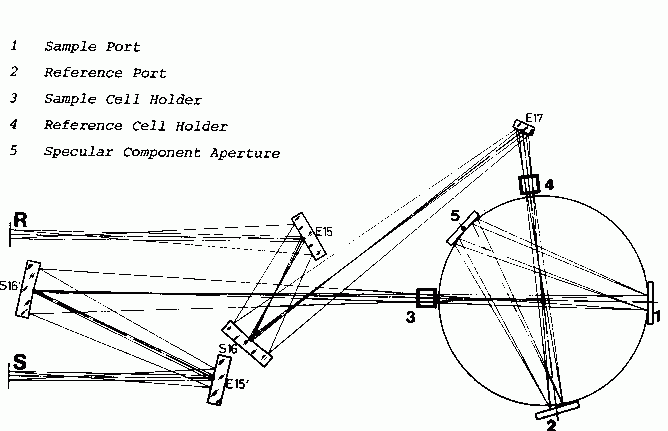 1 Sample Port
2 Reference Port
3 Sample Cell Holder
4 Reference Cell Holder
5 Specular Component Aperture
E17
4
5
R
E15
S16'
3
1
S16
S
E15'
2